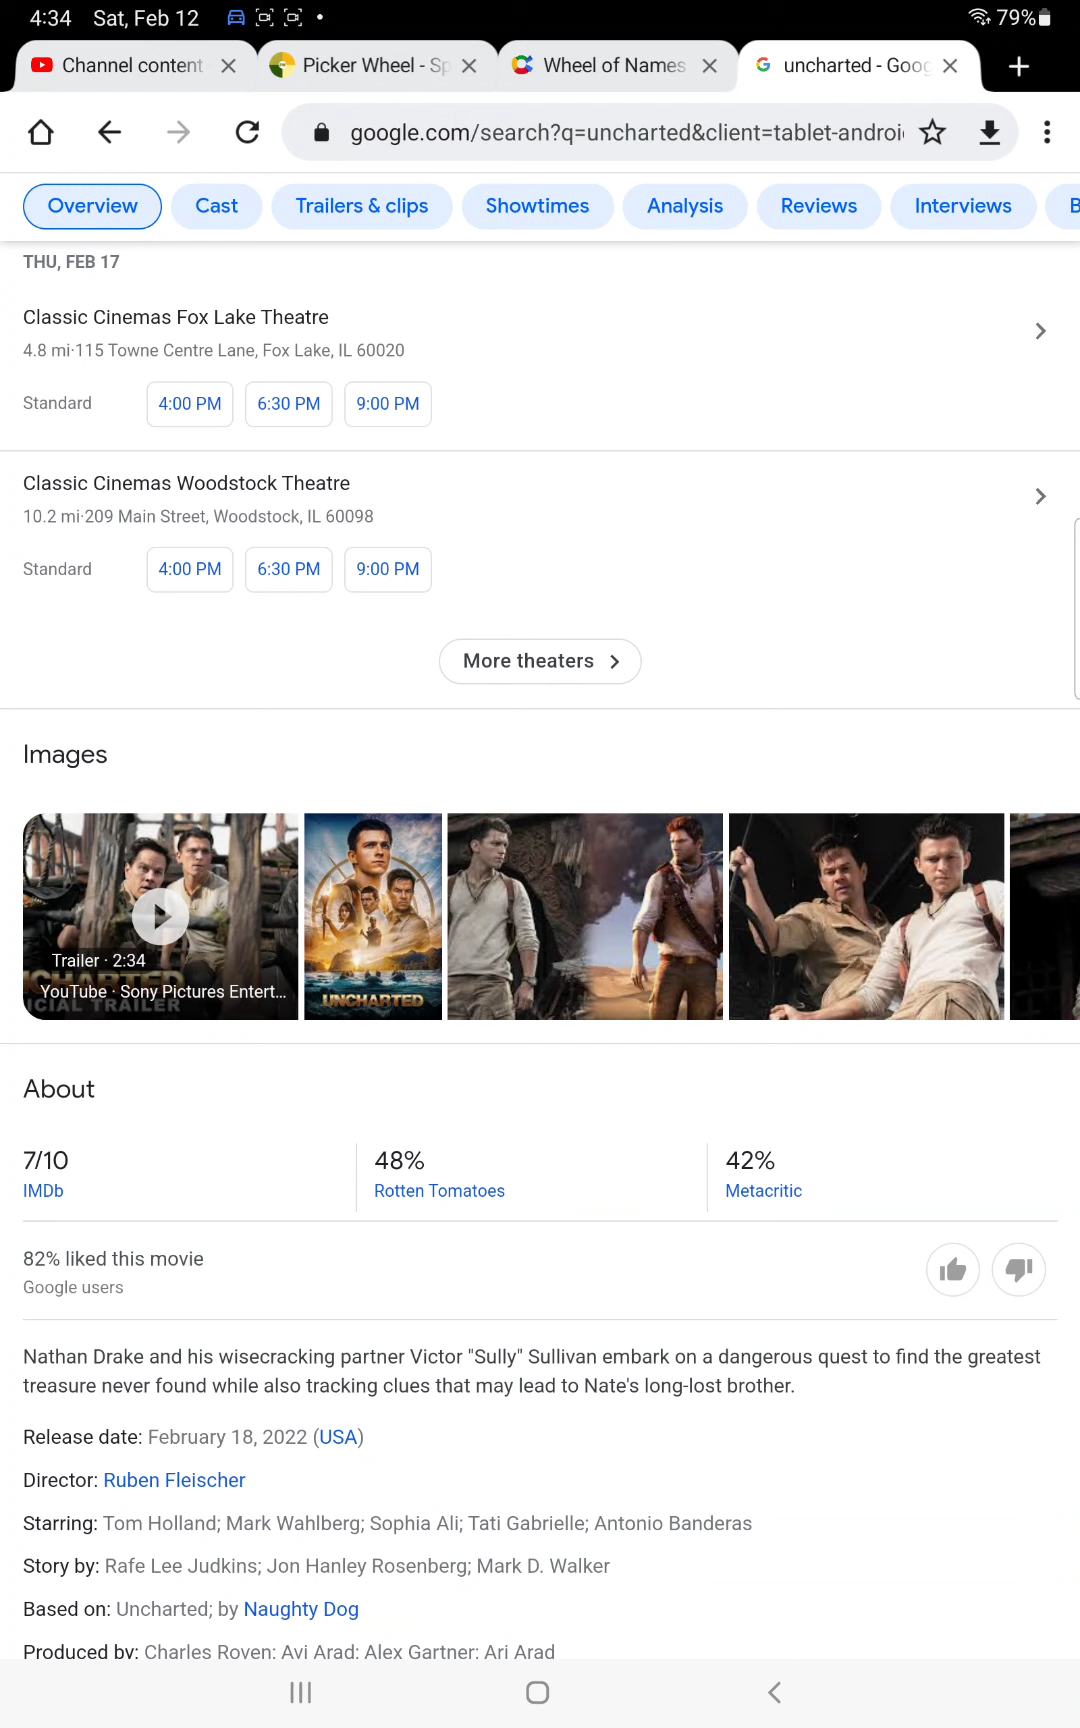 4:34 Sat, Feb 12 79%
Channel content Picker Wheel - Sp Wheel of Names uncharted - Goog
google.com/search?q=uncharted&client=tablet-androi
Overview Cast Trailers & clips Showtimes Analysis Reviews Interviews B
THU, FEB 17
Classic Cinemas Fox Lake Theatre
4.8 mi·115 Towne Centre Lane, Fox Lake, IL 60020
Standard 4:00 PM 6:30 PM 9:00 PM
Classic Cinemas Woodstock Theatre
10.2 mi·209 Main Street, Woodstock, IL 60098
Standard 4:00 PM 6:30 PM 9:00 PM
More theaters
Images
Trailer · 2:34
YouTube · Sony Pictures Entert...
UNCHARTED
About
7/10 48% 42%
IMDb Rotten Tomatoes Metacritic
82% liked this movie
Google users
Nathan Drake and his wisecracking partner Victor "Sully" Sullivan embark on a dangerous quest to find the greatest
treasure never found while also tracking clues that may lead to Nate's long-lost brother.
Release date: February 18, 2022 (USA)
Director: Ruben Fleischer
Starring: Tom Holland; Mark Wahlberg; Sophia Ali; Tati Gabrielle; Antonio Banderas
Story by: Rafe Lee Judkins; Jon Hanley Rosenberg; Mark D. Walker
Based on: Uncharted; by Naughty Dog
Produced by: Charles Roven; Avi Arad; Alex Gartner; Ari Arad